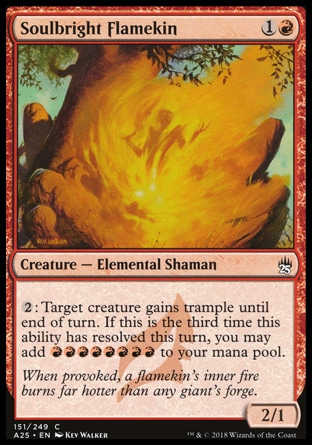 Soulbright Flamekin 1
Creature — Elemental Shaman
25
2: Target creature gains trample until
end of turn. If this is the third time this
ability has resolved this turn, you may
add to your mana pool.
When provoked, a flamekin's inner fire
burns far hotter than any giant's forge.
151/249 C
A25 • EN Key Walker
™ & © 2018 Wizards of the Coast
2/1